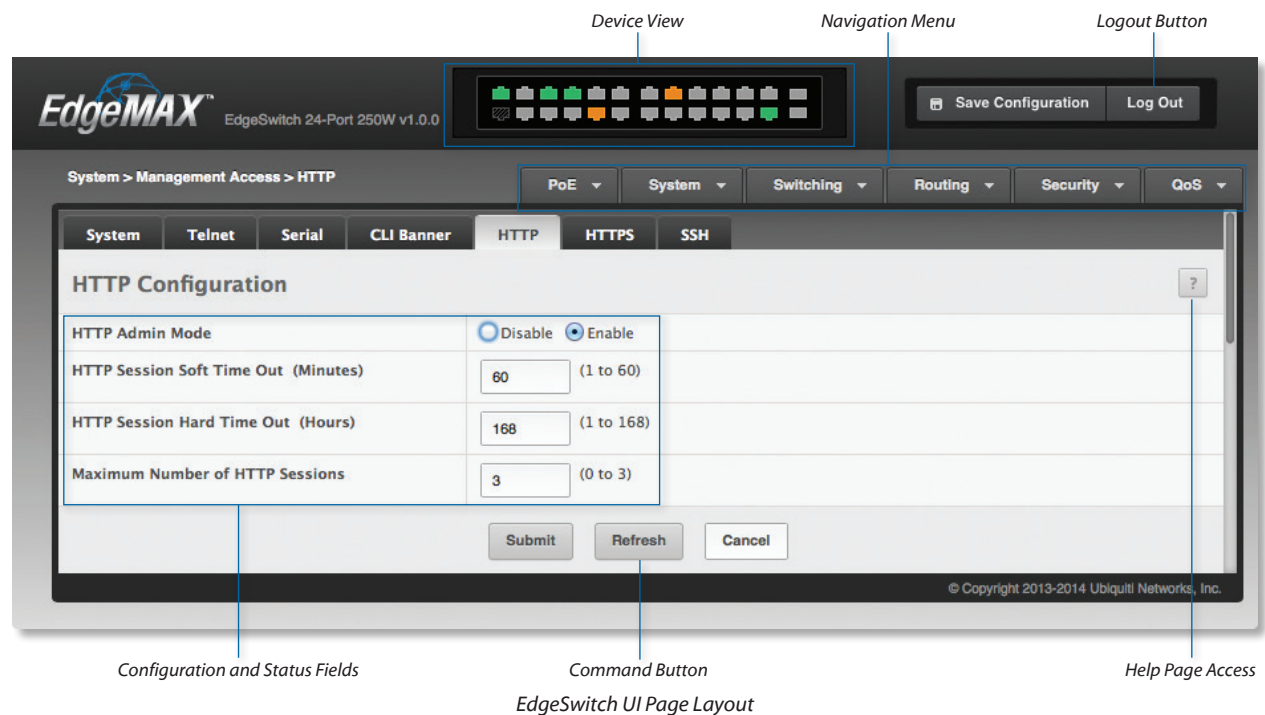 Device View Navigation Menu Logout Button
EdgeMAX™ EdgeSwitch 24-Port 250W v1.0.0
Save Configuration Log Out
System > Management Access > HTTP
PoE System Switching Routing Security QoS
System Telnet Serial CLI Banner HTTP HTTPS SSH
HTTP Configuration ?
HTTP Admin Mode Disable Enable
HTTP Session Soft Time Out (Minutes) 60 (1 to 60)
HTTP Session Hard Time Out (Hours) 168 (1 to 168)
Maximum Number of HTTP Sessions 3 (0 to 3)
Submit Refresh Cancel
© Copyright 2013-2014 Ubiquiti Networks, Inc.
Configuration and Status Fields Command Button Help Page Access
EdgeSwitch UI Page Layout